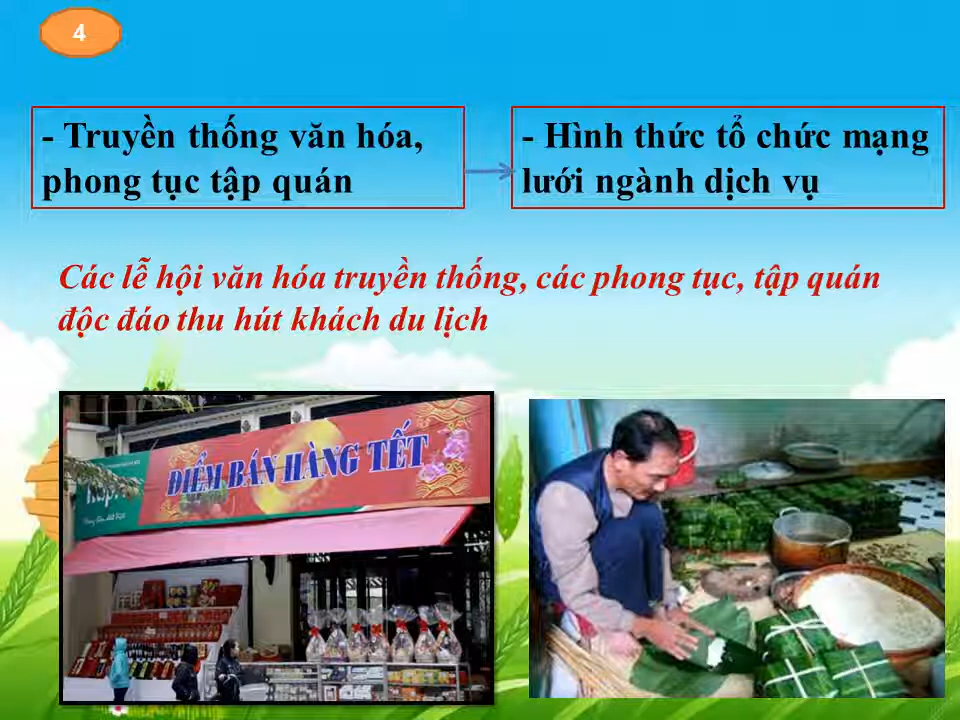 4
- Truyền thống văn hóa,
phong tục tập quán
- Hình thức tổ chức mạng
lưới ngành dịch vụ
Các lễ hội văn hóa truyền thống, các phong tục, tập quán
độc đáo thu hút khách du lịch
ĐIỂM BÁN HÀNG TẾT